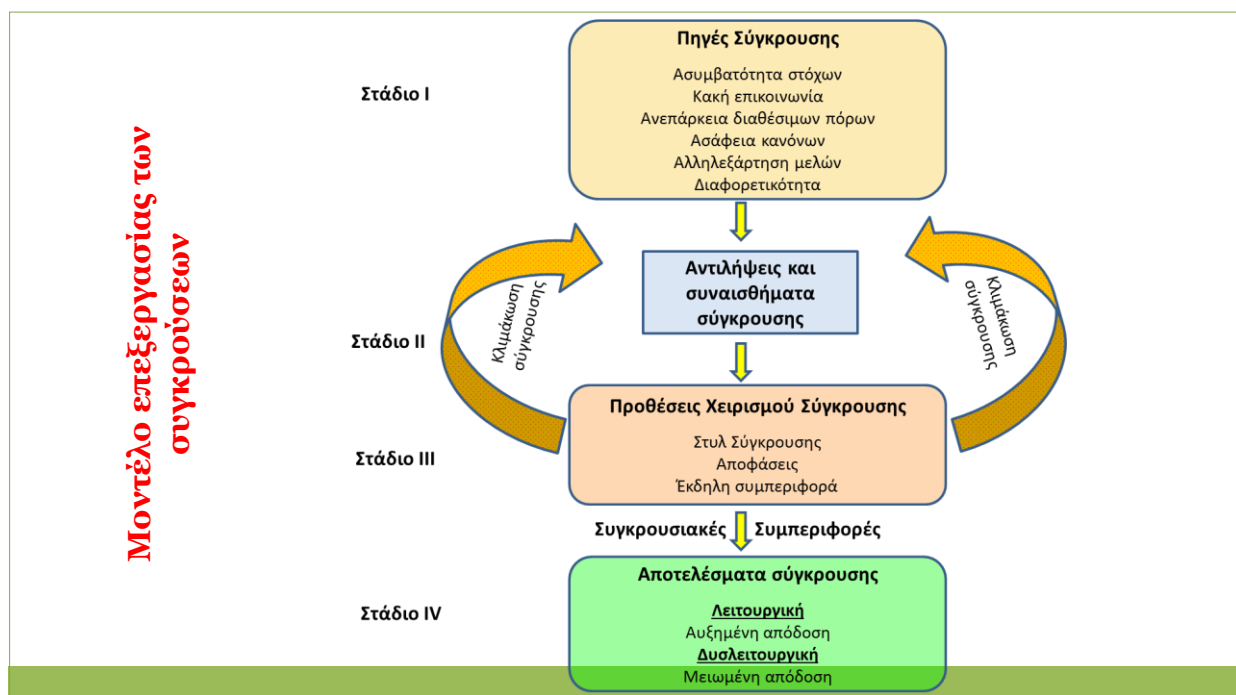 Μοντέλο επεξεργασίας των
συγκρούσεων
Στάδιο I
Πηγές Σύγκρουσης
Ασυμβατότητα στόχων
Κακή επικοινωνία
Ανεπάρκεια διαθέσιμων πόρων
Ασάφεια κανόνων
Αλληλεξάρτηση μελών
Διαφορετικότητα
Στάδιο II
Αντιλήψεις και
συναισθήματα
σύγκρουσης
Κλιμάκωση
σύγκρουσης
Κλιμάκωση
σύγκρουσης
Στάδιο III
Προθέσεις Χειρισμού Σύγκρουσης
Στυλ Σύγκρουσης
Αποφάσεις
Έκδηλη συμπεριφορά
Συγκρουσιακές Συμπεριφορές
Στάδιο IV
Αποτελέσματα σύγκρουσης
Λειτουργική
Αυξημένη απόδοση
Δυσλειτουργική
Μειωμένη απόδοση